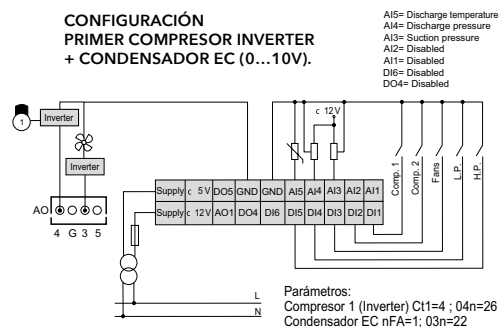 CONFIGURACIÓN
PRIMER COMPRESOR INVERTER
+ CONDENSADOR EC (0...10V).
AI5= Discharge temperature
AI4= Discharge pressure
AI3= Suction pressure
AI2= Disabled
AI1= Disabled
DI6= Disabled
DO4= Disabled
c 12V
1
Inverter
Inverter
AO
4 G 3 5
Comp. 1
Comp. 2
Fans
L.P.
H.P.
Supply c 5 V DO5 GND GND AI5 AI4 AI3 AI2 AI1
Supply c 12V AO1 DO4 DI6 DI5 DI4 DI3 DI2 DI1
L
N
Parámetros:
Compresor 1 (Inverter) Ct1=4 ; 04n=26
Condensador EC nFA=1; 03n=22